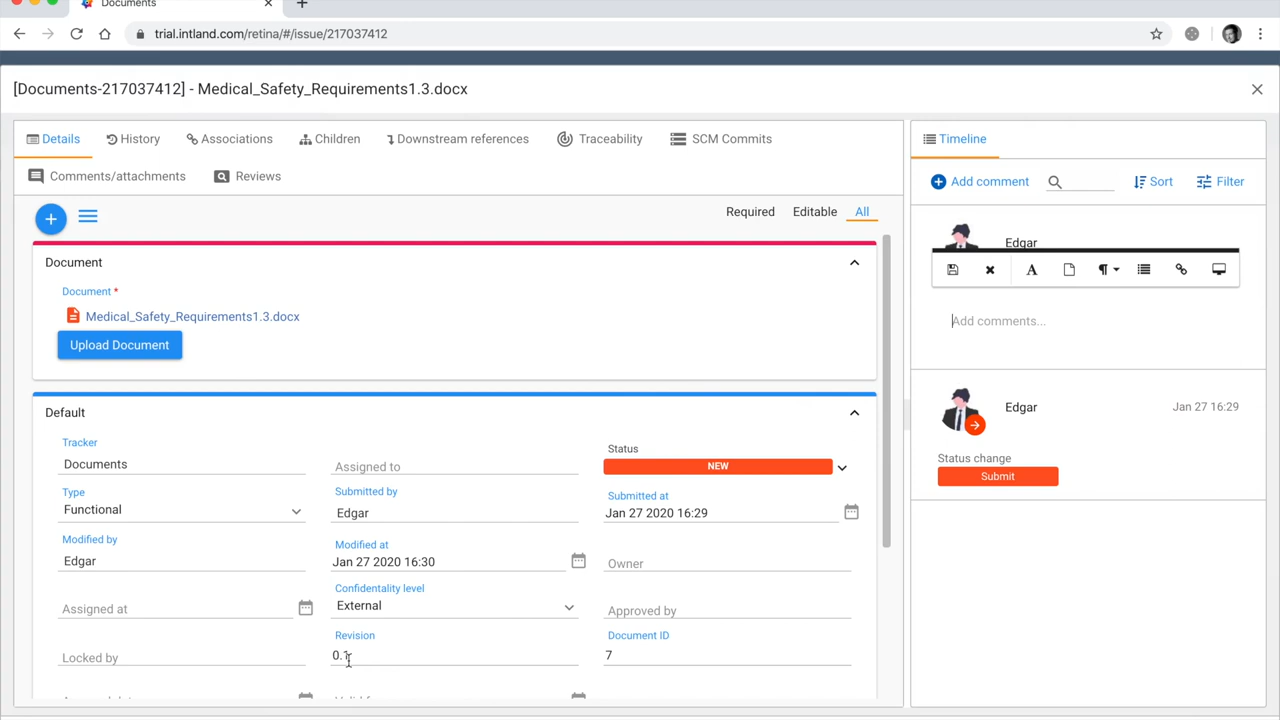 Documents
trial.intland.com/retina/#/issue/217037412
[Documents-217037412] - Medical_Safety_Requirements1.3.docx
Details History Associations Children Downstream references Traceability SCM Commits
Comments/attachments Reviews
Required Editable All
Document
Document *
Medical_Safety_Requirements1.3.docx
Upload Document
Default
Tracker
Documents
Assigned to
Status
NEW
Type
Functional
Submitted by
Edgar
Submitted at
Jan 27 2020 16:29
Modified by
Edgar
Modified at
Jan 27 2020 16:30
Owner
Assigned at
Confidentality level
External
Approved by
Locked by
Revision
0.1
Document ID
7
Timeline
Add comment Sort Filter
Edgar
Add comments...
Edgar Jan 27 16:29
Status change
Submit